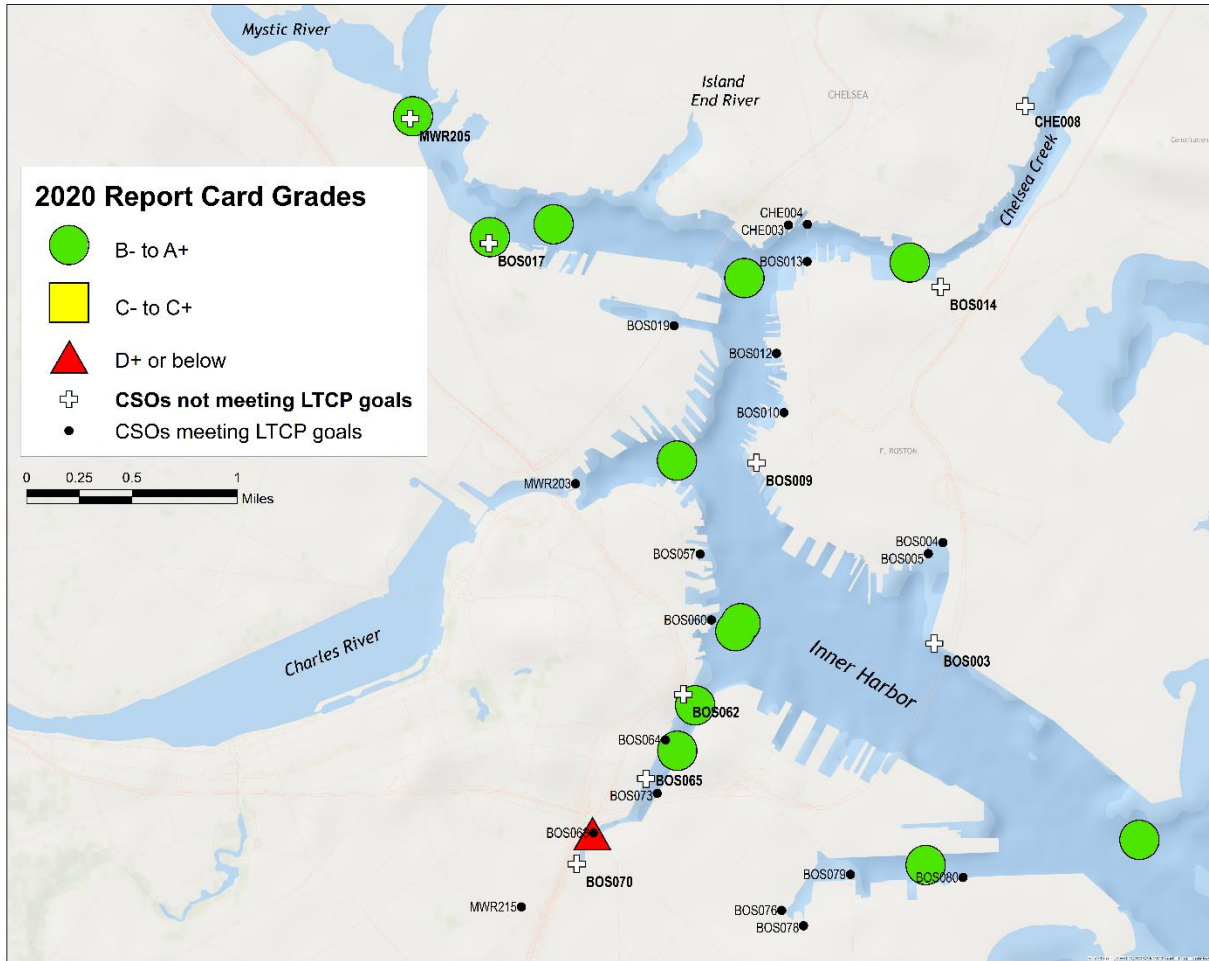 Mystic River
Island
End River
CHELSEA
CHE008
MWR205
Chelsea Creek
2020 Report Card Grades
B- to A+
C- to C+
D+ or below
CSOs not meeting LTCP goals
CSOs meeting LTCP goals
0 0.25 0.5 1
Miles
CHE004
CHE003
BOS017
BOS013
BOS014
BOS019
BOS012
BOS010
E. BOSTON
BOS009
MWR203
BOS004
BOS005
BOS057
BOS060
Charles River
Inner Harbor
BOS003
BOS062
BOS064
BOS065
BOS073
BOS070
BOS079
BOS080
MWR215
BOS076
BOS078